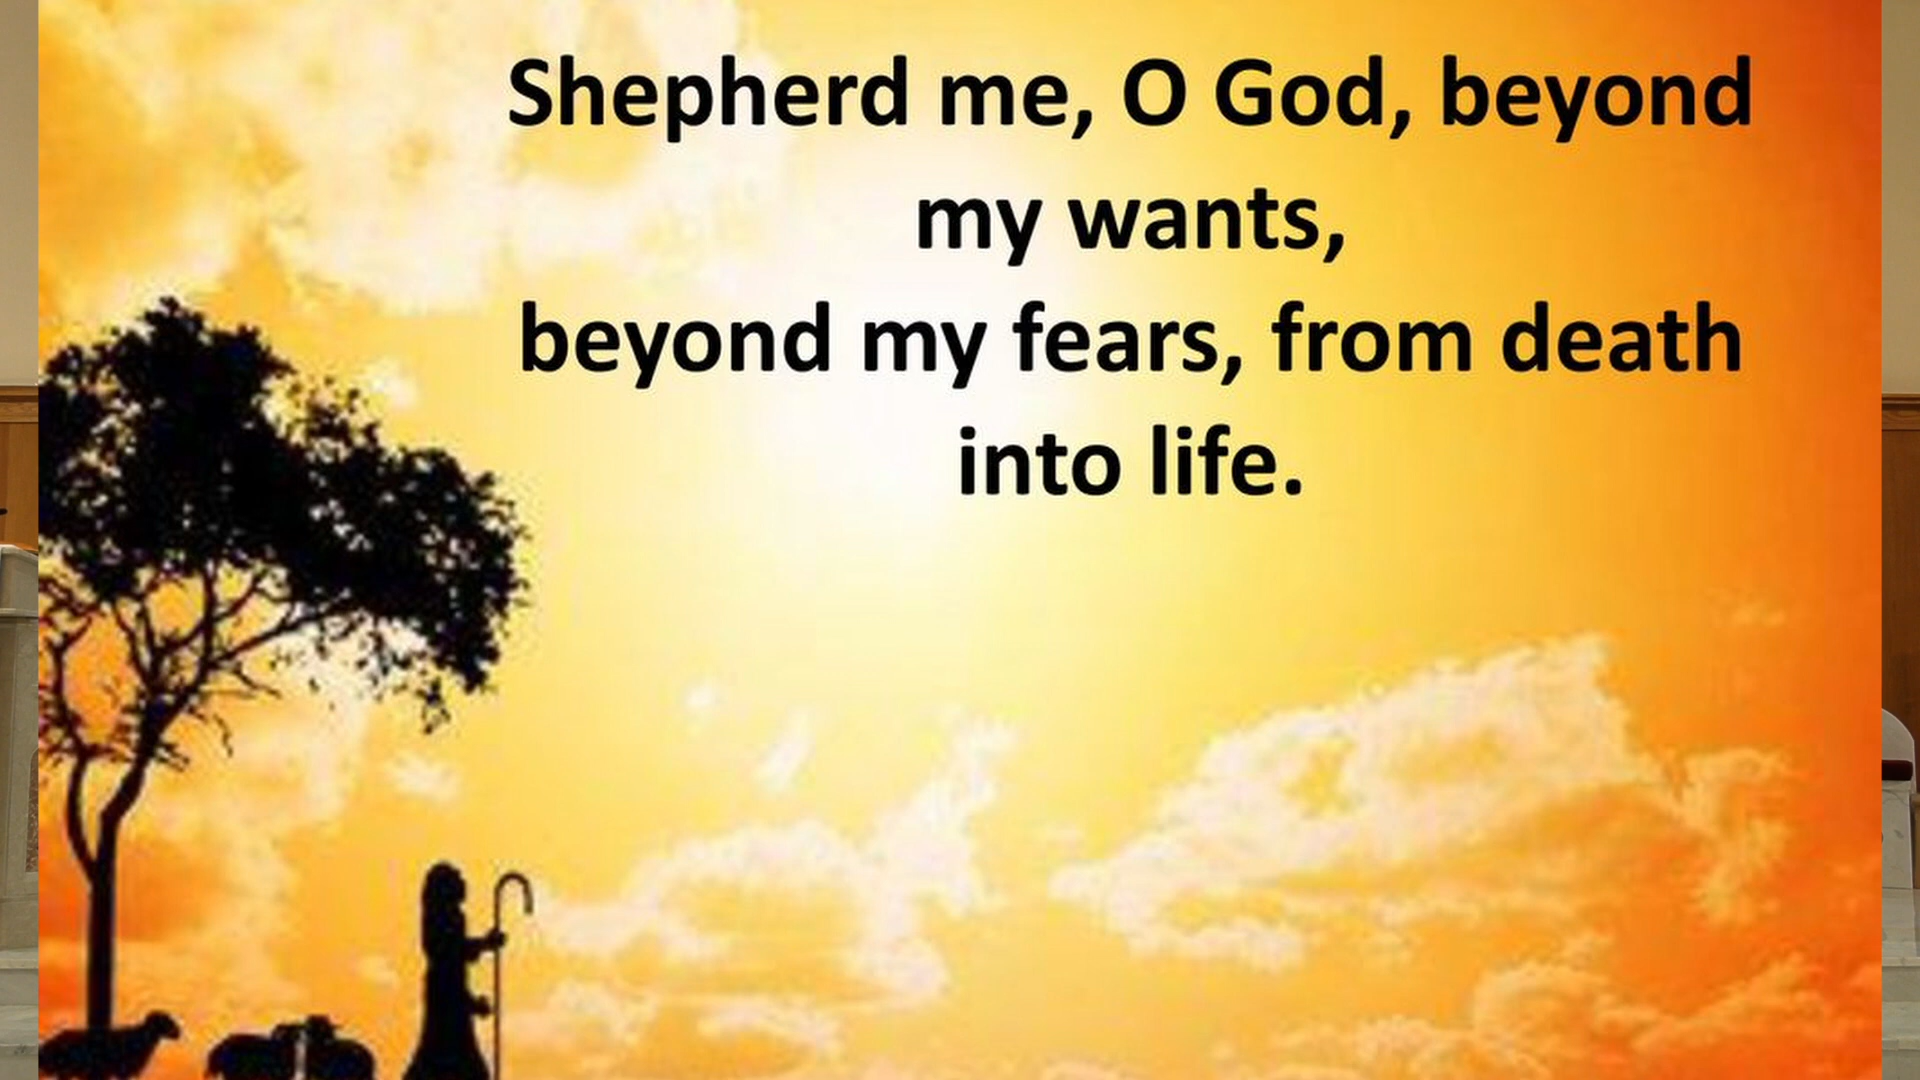 Shepherd me, O God, beyond
my wants,
beyond my fears, from death
into life.